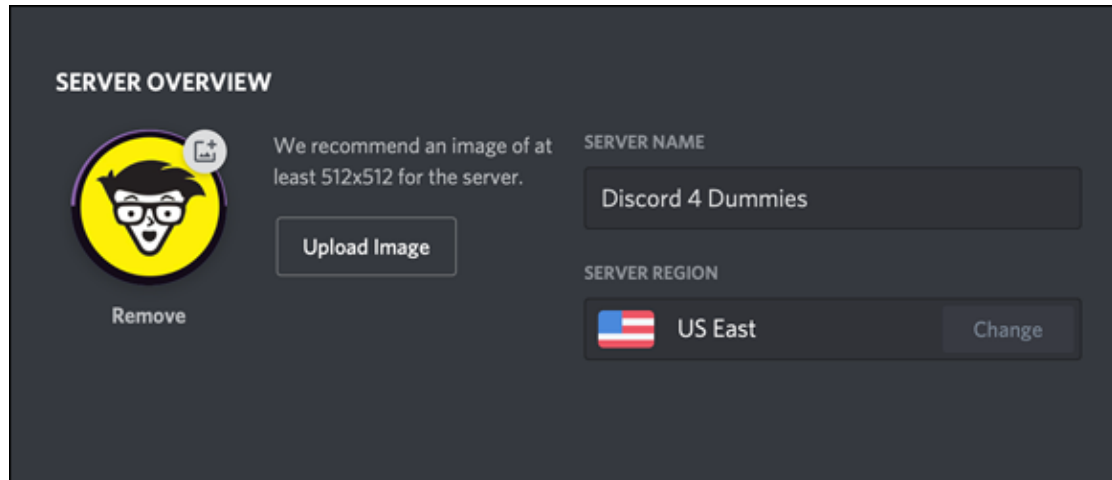 SERVER OVERVIEW
We recommend an image of at
least 512x512 for the server.
Upload Image
Remove
SERVER NAME
Discord 4 Dummies
SERVER REGION
US East
Change